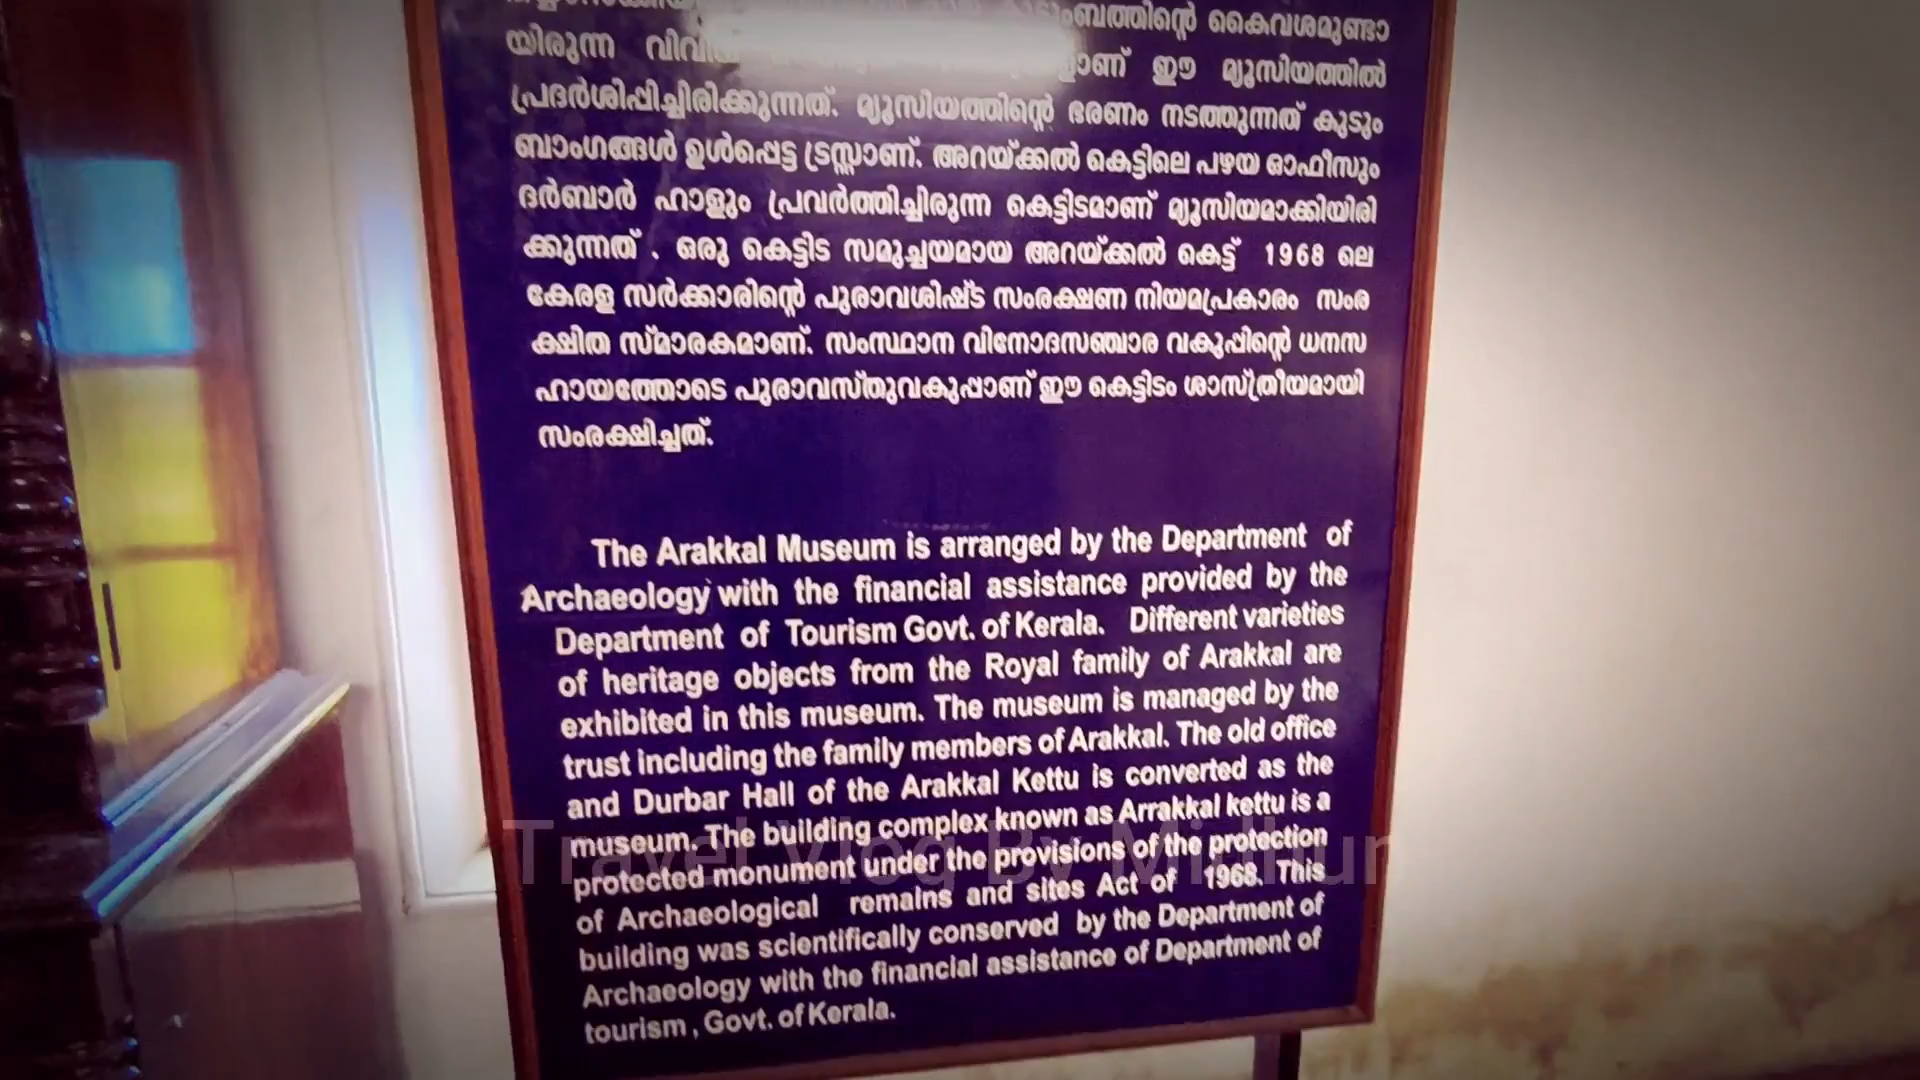 ബത്തിന്റെ കൈവശമുണ്ടാ
യിരുന്ന ഈ മ്യൂസിയത്തിൽ
പ്രദർശിപ്പിച്ചിരിക്കുന്നത്. മ്യൂസിയത്തിന്റെ ഭരണം നടത്തുന്നത് കുടും
ബാംഗങ്ങൾ ഉൾപ്പെട്ട ട്രസ്റ്റാണ്. അറയ്ക്കൽ കെട്ടിലെ പഴയ ഓഫീസും
ദർബാർ ഹാളും പ്രവർത്തിച്ചിരുന്ന കെട്ടിടമാണ് മ്യൂസിയമാക്കിയിരി
ക്കുന്നത് . ഒരു കെട്ടിട സമുച്ചയമായ അറയ്ക്കൽ കെട്ട് 1968 ലെ
കേരള സർക്കാരിന്റെ പുരാവശിഷ്ട സംരക്ഷണ നിയമപ്രകാരം സംര
ക്ഷിത സ്മാരകമാണ്. സംസ്ഥാന വിനോദസഞ്ചാര വകുപ്പിന്റെ ധനസ
ഹായത്തോടെ പുരാവസ്തുവകുപ്പാണ് ഈ കെട്ടിടം ശാസ്ത്രീയമായി
സംരക്ഷിച്ചത്.
The Arakkal Museum is arranged by the Department of
Archaeology with the financial assistance provided by the
Department of Tourism Govt. of Kerala. Different varieties
of heritage objects from the Royal family of Arakkal are
exhibited in this museum. The museum is managed by the
trust including the family members of Arakkal. The old office
and Durbar Hall of the Arakkal Kettu is converted as the
museum. The building complex known as Arrakkal kettu is a
protected monument under the provisions of the protection
of Archaeological remains and sites Act of 1968. This
building was scientifically conserved by the Department of
Archaeology with the financial assistance of Department of
tourism , Govt. of Kerala.
Travel Vlog By Midhun